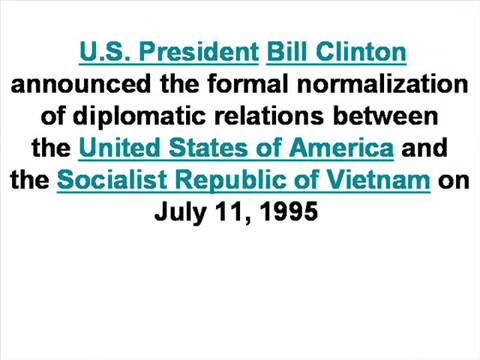 U.S. President Bill Clinton
announced the formal normalization
of diplomatic relations between
the United States of America and
the Socialist Republic of Vietnam on
July 11, 1995